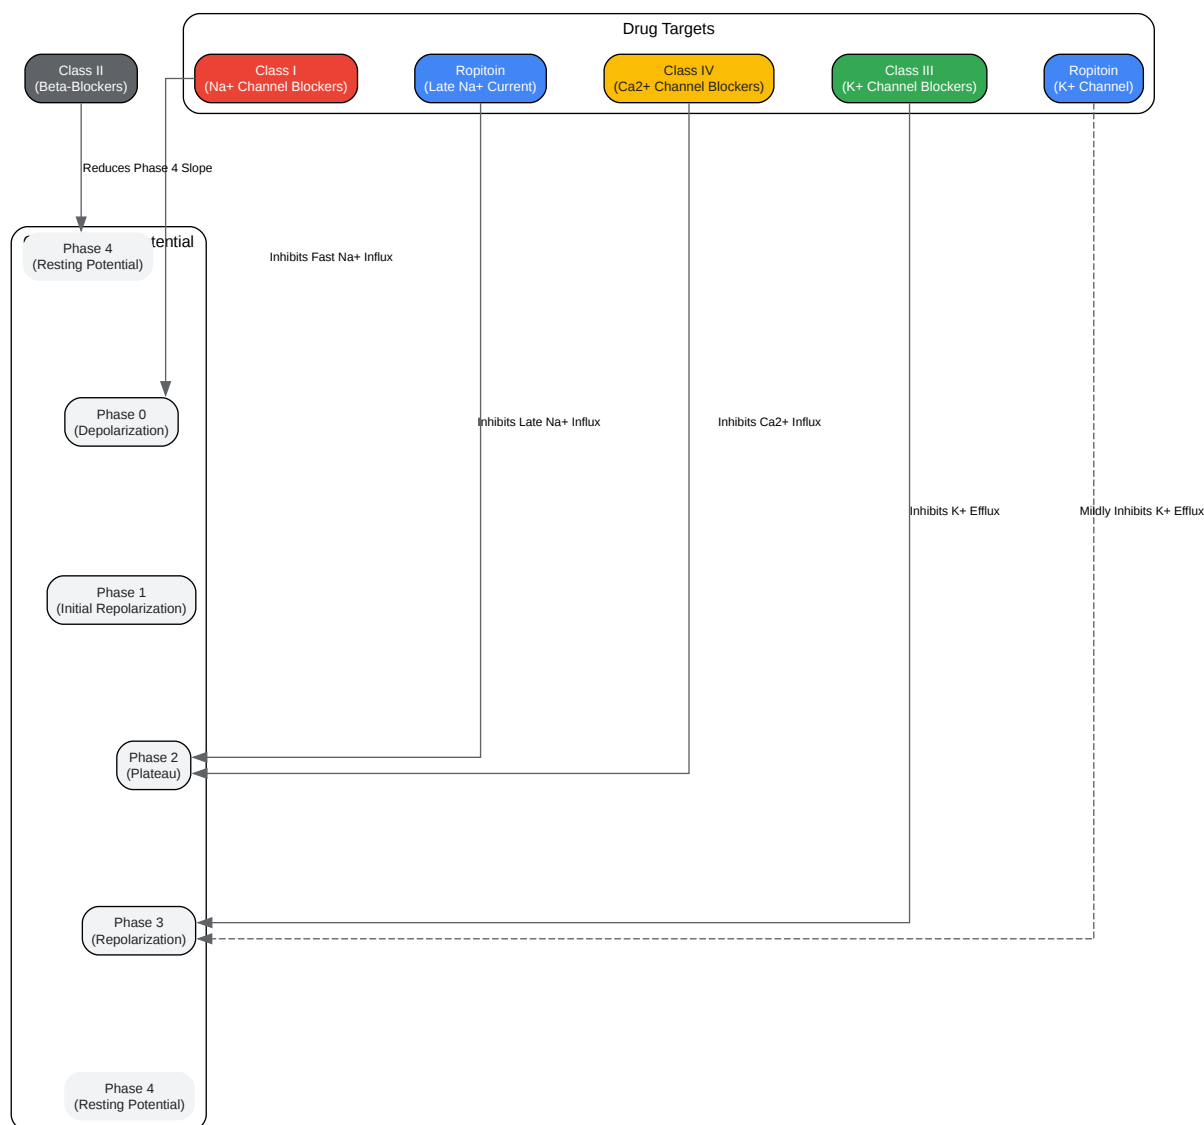 Drug Targets
Class II
(Beta-Blockers)
Class I
(Na+ Channel Blockers)
Ropitoin
(Late Na+ Current)
Class IV
(Ca2+ Channel Blockers)
Class III
(K+ Channel Blockers)
Ropitoin
(K+ Channel)
Reduces Phase 4 Slope
Phase 4
(Resting Potential)
Inhibits Fast Na+ Influx
Phase 0
(Depolarization)
Inhibits Late Na+ Influx
Inhibits Ca2+ Influx
Inhibits K+ Efflux
Mildly Inhibits K+ Efflux
Phase 1
(Initial Repolarization)
Phase 2
(Plateau)
Phase 3
(Repolarization)
Phase 4
(Resting Potential)